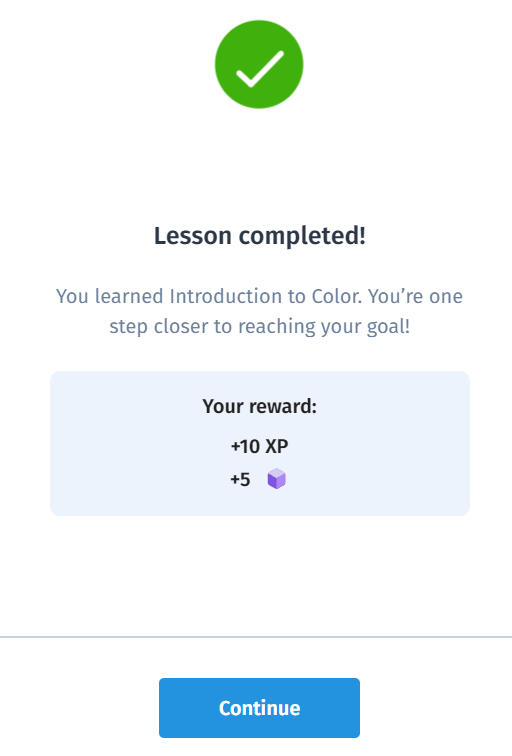 Lesson completed!
You learned Introduction to Color. You’re one
step closer to reaching your goal!
Your reward:
+10 XP
+5
Continue